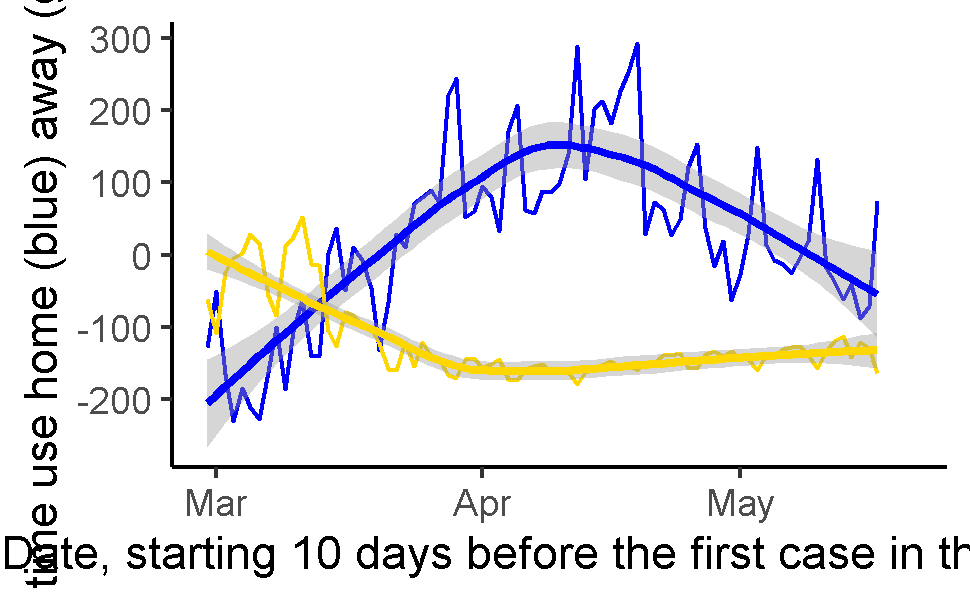 time use home (blue) away (
300
200
100
0
-100
-200
Mar Apr May
Date, starting 10 days before the first case in th